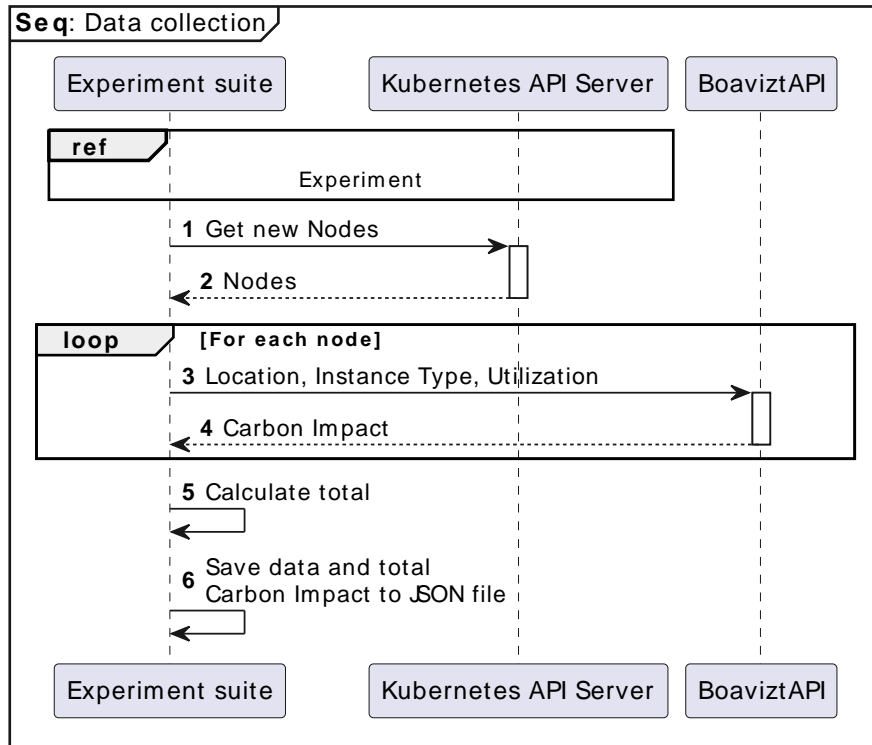 Seq: Data collection
Experiment suite Kubernetes API Server BoaviztAPI
ref
Experiment
1 Get new Nodes
2 Nodes
loop [For each node]
3 Location, Instance Type, Utilization
4 Carbon Impact
5 Calculate total
6 Save data and total
Carbon Impact to JSON file
Experiment suite Kubernetes API Server BoaviztAPI